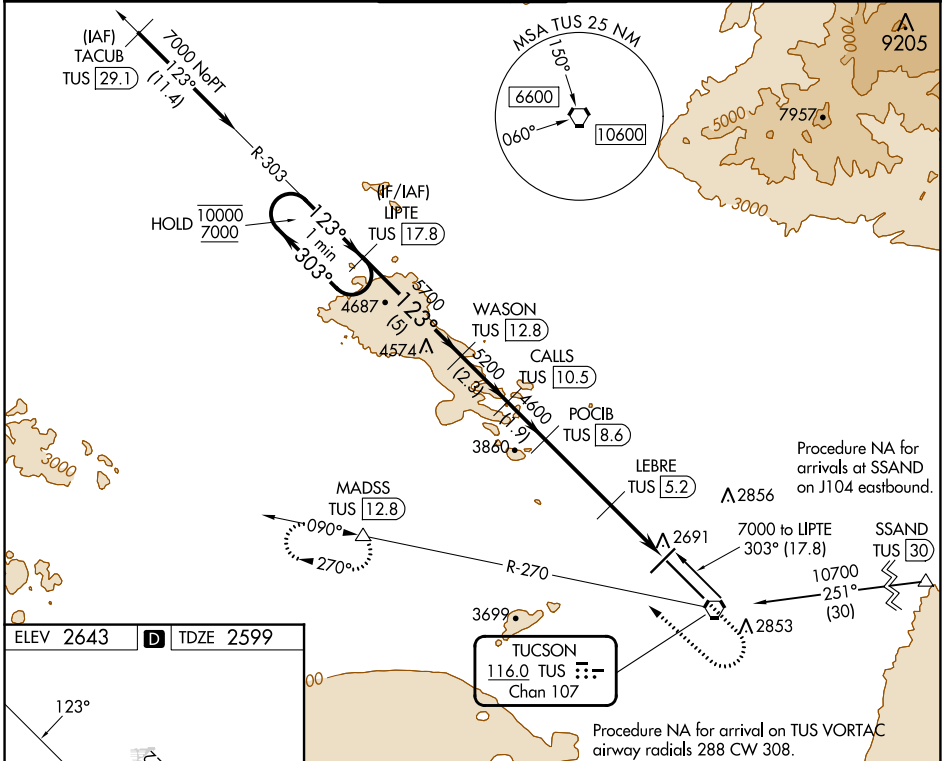 (IAF)
TACUB
TUS 29.1
7000 NoPT
123°
(11.4)
R-303
MSA TUS 25 NM
150°
6600
060°
10600
9205
7000
7957
5000
3000
HOLD 10000
7000
123°
1 min
303°
(IF/IAF)
LIPTE
TUS 17.8
4687
5700
123°
(5)
4574
WASON
TUS 12.8
5200
(2.3)
CALLS
TUS 10.5
4600
(1.9)
POCIB
TUS 8.6
3860
3000
LEBRE
TUS 5.2
2856
Procedure NA for
arrivals at SSAND
on J104 eastbound.
MADSS
TUS 12.8
090°
270°
R-270
2691
7000 to LIPTE
303° (17.8)
SSAND
TUS 30
10700
251°
(30)
3699
2853
TUCSON
116.0 TUS
Chan 107
ELEV 2643 D TDZE 2599
123°
00
Procedure NA for arrival on TUS VORTAC
airway radials 288 CW 308.